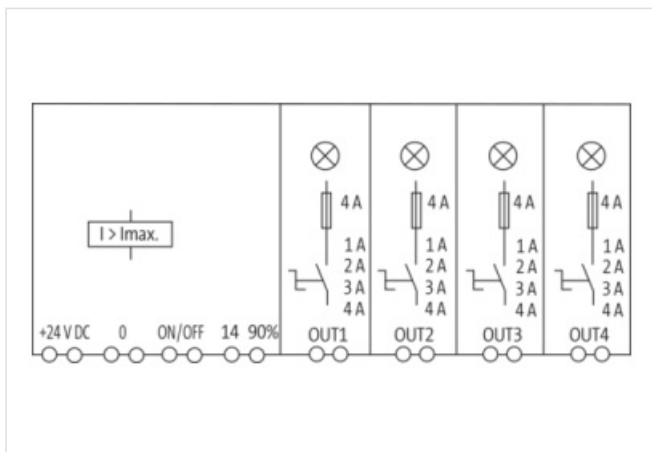 4 A 4 A 4 A 4 A
I > Imax.
1 A 1 A 1 A 1 A
2 A 2 A 2 A 2 A
3 A 3 A 3 A 3 A
4 A 4 A 4 A 4 A
+24 V DC 0 ON/OFF 14 90% OUT1 OUT2 OUT3 OUT4